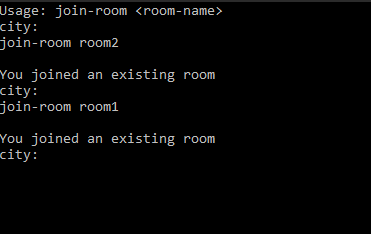 Usage: join-room <room-name>
city:
join-room room2
You joined an existing room
city:
join-room room1
You joined an existing room
city: